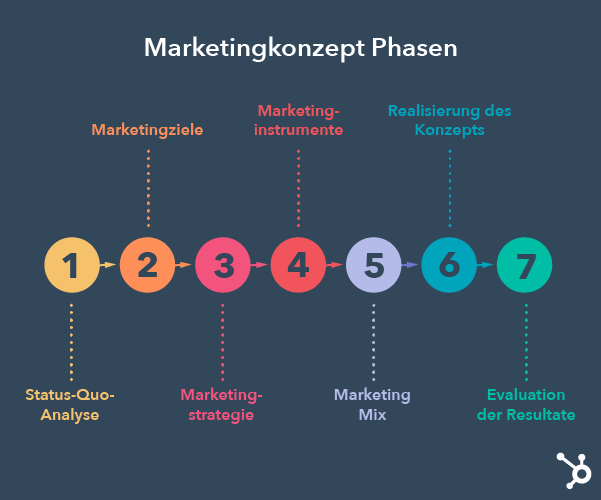 Marketingkonzept Phasen
Marketingziele
Marketing-
instrumente
Realisierung des
Konzepts
1
2
3
4
5
6
7
Status-Quo-
Analyse
Marketing-
strategie
Marketing
Mix
Evaluation
der Resultate